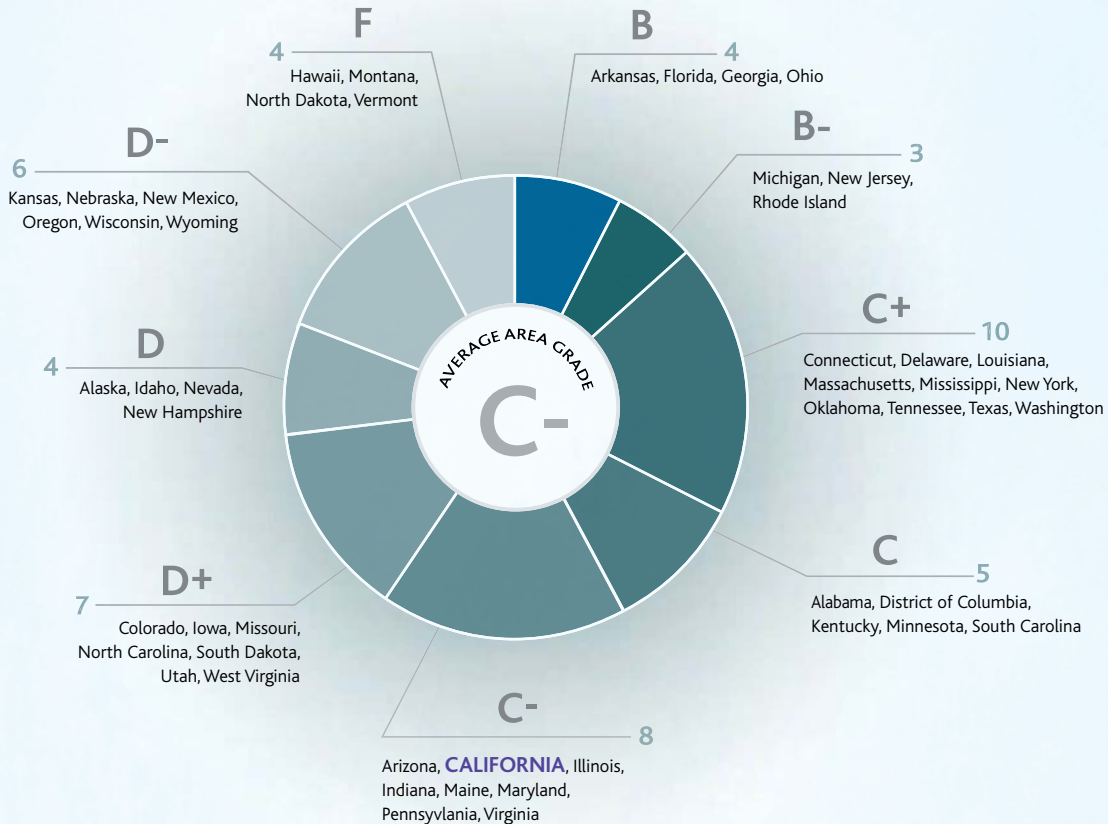 F
4
Hawaii, Montana,
North Dakota, Vermont
B
4
Arkansas, Florida, Georgia, Ohio
B-
3
Michigan, New Jersey,
Rhode Island
C+
10
Connecticut, Delaware, Louisiana,
Massachusetts, Mississippi, New York,
Oklahoma, Tennessee, Texas, Washington
C
5
Alabama, District of Columbia,
Kentucky, Minnesota, South Carolina
C-
8
Arizona, CALIFORNIA, Illinois,
Indiana, Maine, Maryland,
Pensyvlania, Virginia
D+
7
Colorado, Iowa, Missouri,
North Carolina, South Dakota,
Utah, West Virginia
D
4
Alaska, Idaho, Nevada,
New Hampshire
D-
6
Kansas, Nebraska, New Mexico,
Oregon, Wisconsin, Wyoming
AVERAGE AREA GRADE
C-